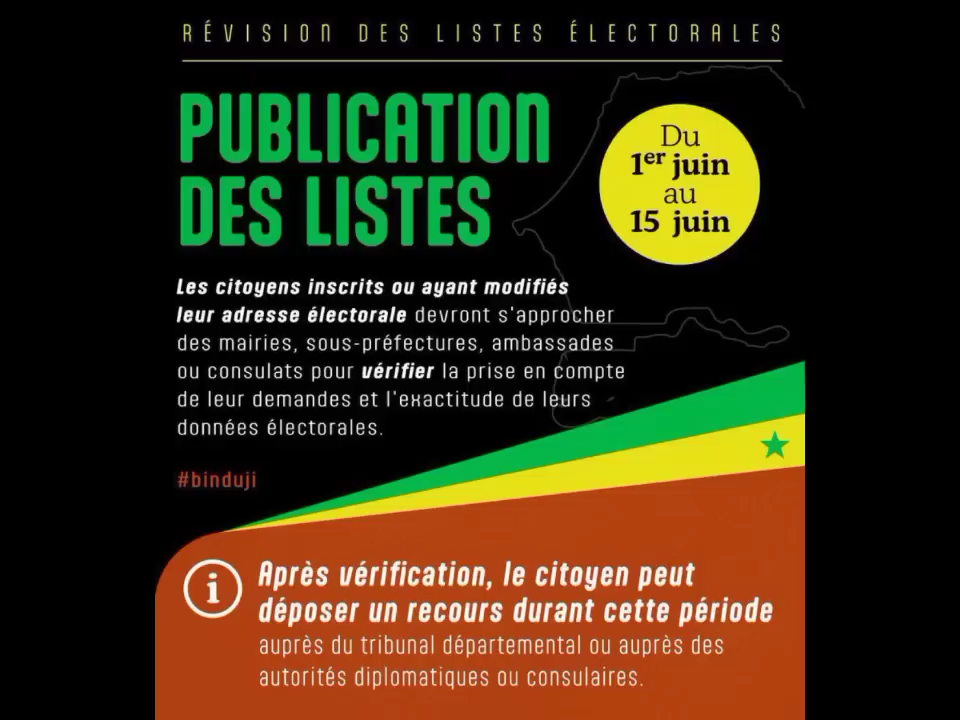 RÉVISION DES LISTES ÉLECTORALES
PUBLICATION
DES LISTES
Du
1er juin
au
15 juin
Les citoyens inscrits ou ayant modifiés
leur adresse électorale devront s'approcher
des mairies, sous-préfectures, ambassades
ou consulats pour vérifier la prise en compte
de leur demandes et l'exactitude de leurs
données électorales.
#binduji
i
Après vérification, le citoyen peut
déposer un recours durant cette période
auprès du tribunal départemental ou auprès des
autorités diplomatiques ou consulaires.